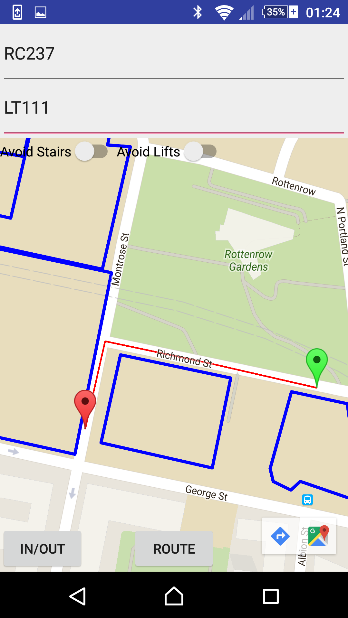 35% 01:24
RC237
LT111
Avoid Stairs Avoid Lifts
Rottenrow
N Portland St
Montrose St
Rottenrow
Gardens
Richmond St
George St
Albion St
IN/OUT
ROUTE